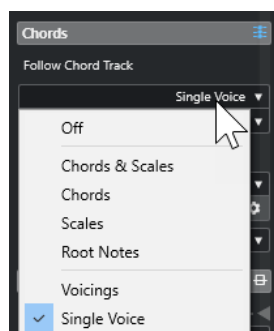 Chords
Follow Chord Track
Single Voice
Off
Chords & Scales
Chords
Scales
Root Notes
Voicings
Single Voice